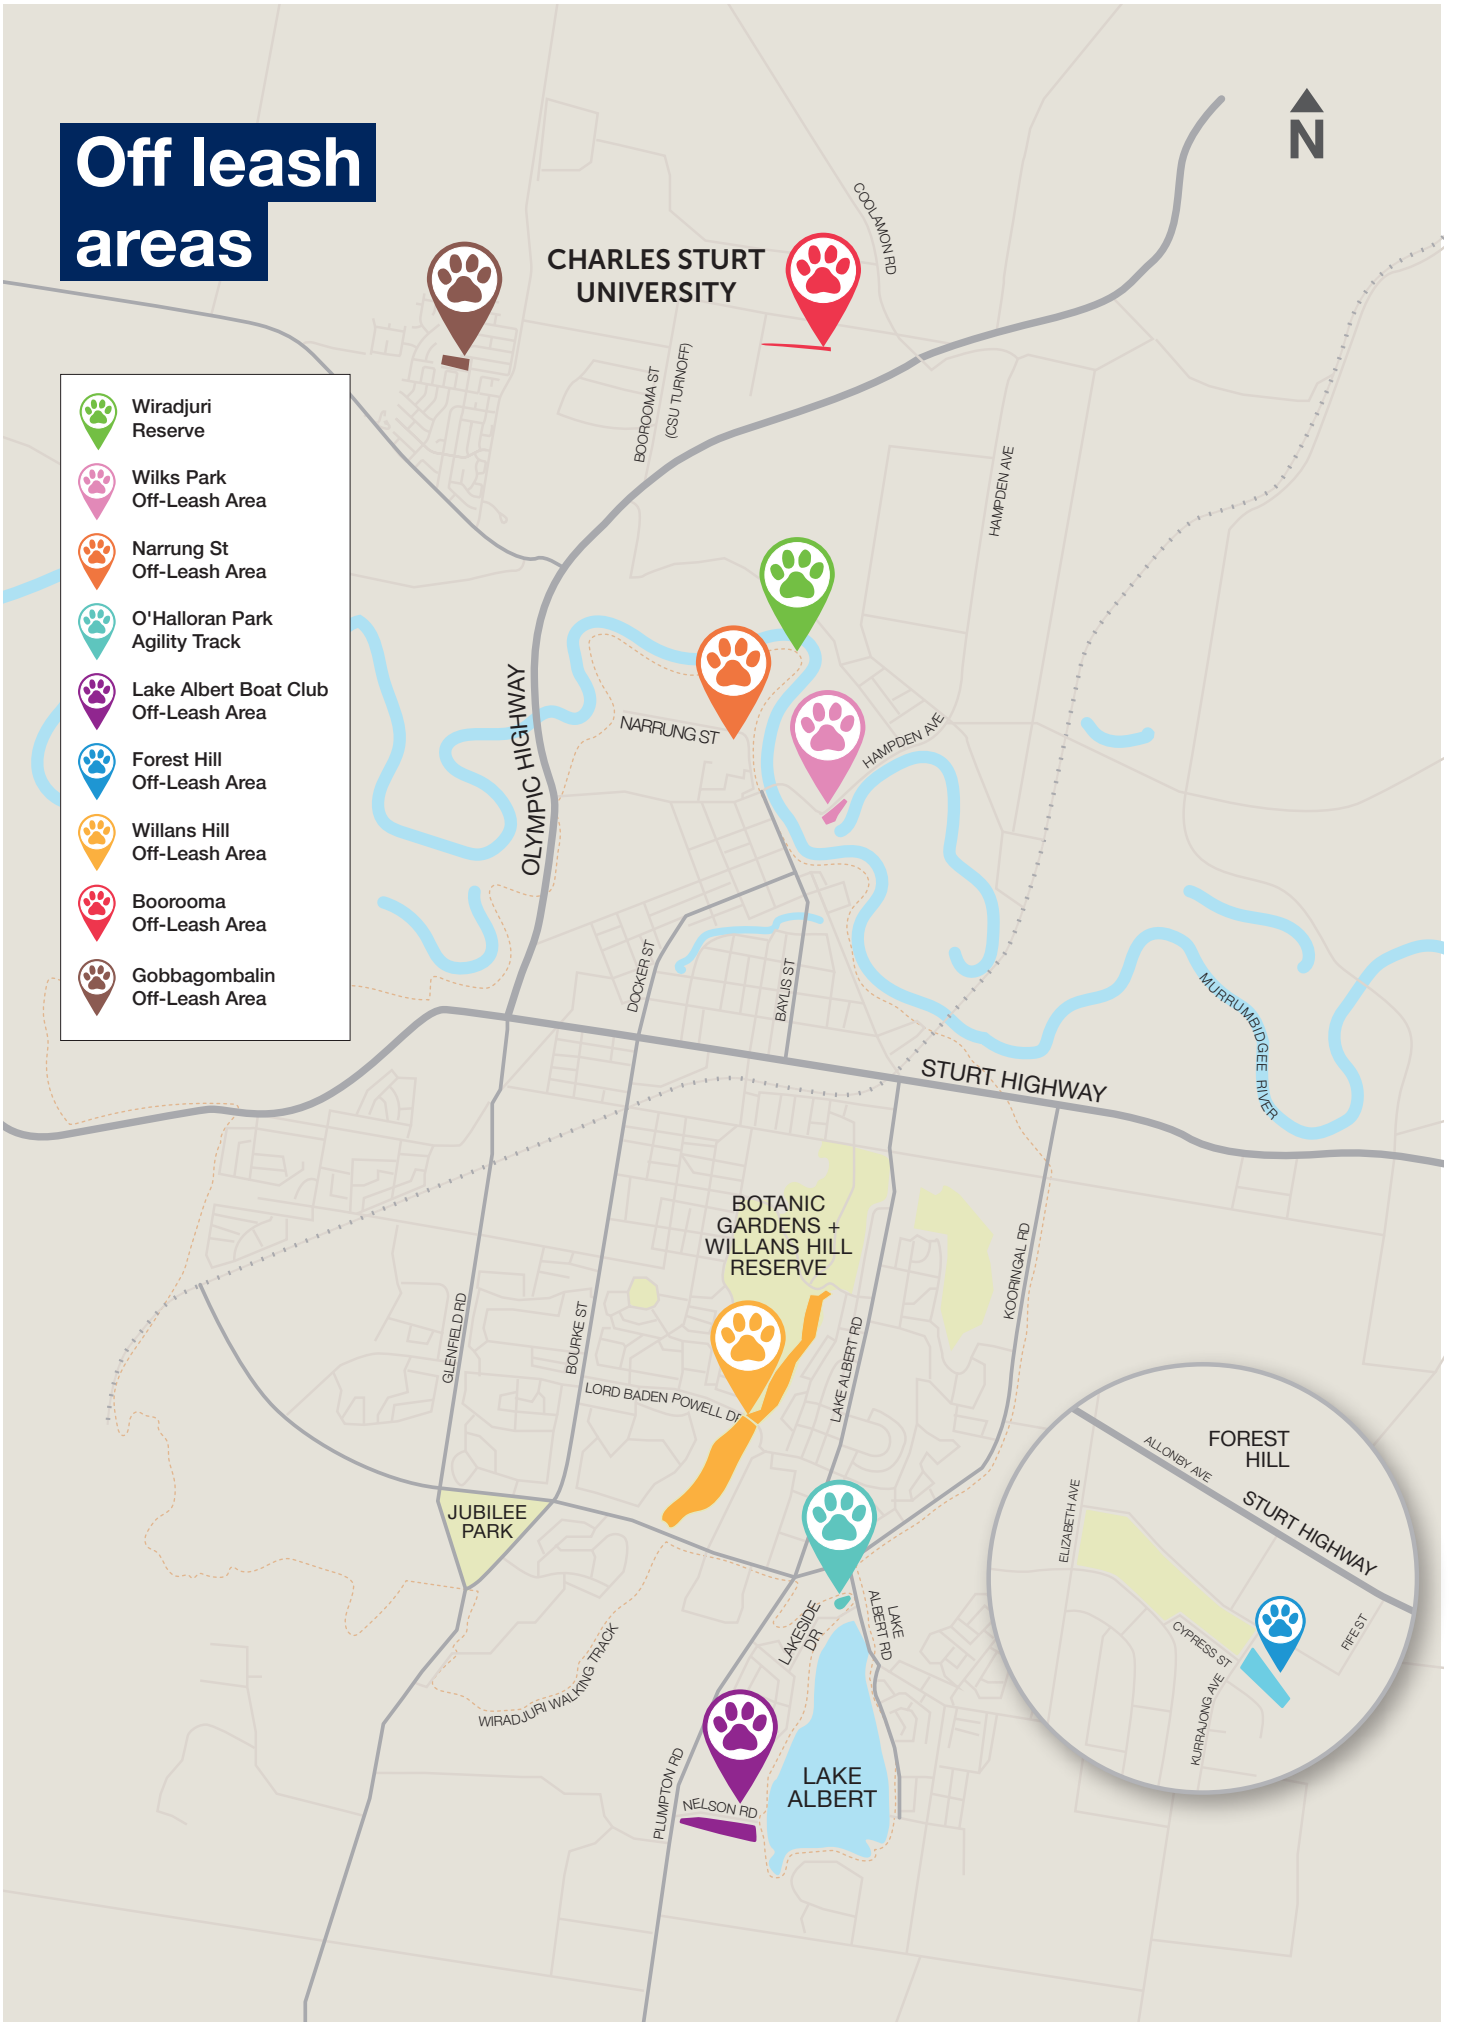 Off leash
areas
N
CHARLES STURT
UNIVERSITY
COOLAMON RD
BOOROOMA ST
(CSU TURNOFF)
HAMPDEN AVE
Wiradjuri
Reserve
Wilks Park
Off-Leash Area
Narrung St
Off-Leash Area
O'Halloran Park
Agility Track
Lake Albert Boat Club
Off-Leash Area
Forest Hill
Off-Leash Area
Willans Hill
Off-Leash Area
Boorooma
Off-Leash Area
Gobbagombalin
Off-Leash Area
OLYMPIC HIGHWAY
NARRUNG ST
HAMPDEN AVE
DOCKER ST
BAYLIS ST
MURRUMBIDGEE RIVER
STURT HIGHWAY
BOTANIC
GARDENS +
WILLANS HILL
RESERVE
KOORINGAL RD
GLENFIELD RD
BOURKE ST
LAKE ALBERT RD
LORD BADEN POWELL DR
JUBILEE
PARK
FOREST
HILL
ALLONBY AVE
STURT HIGHWAY
ELIZABETH AVE
CYPRESS ST
FIFE ST
KURRAJONG AVE
LAKESIDE
DR
LAKE
ALBERT RD
WIRADJURI WALKING TRACK
PLUMPTON RD
NELSON RD
LAKE
ALBERT